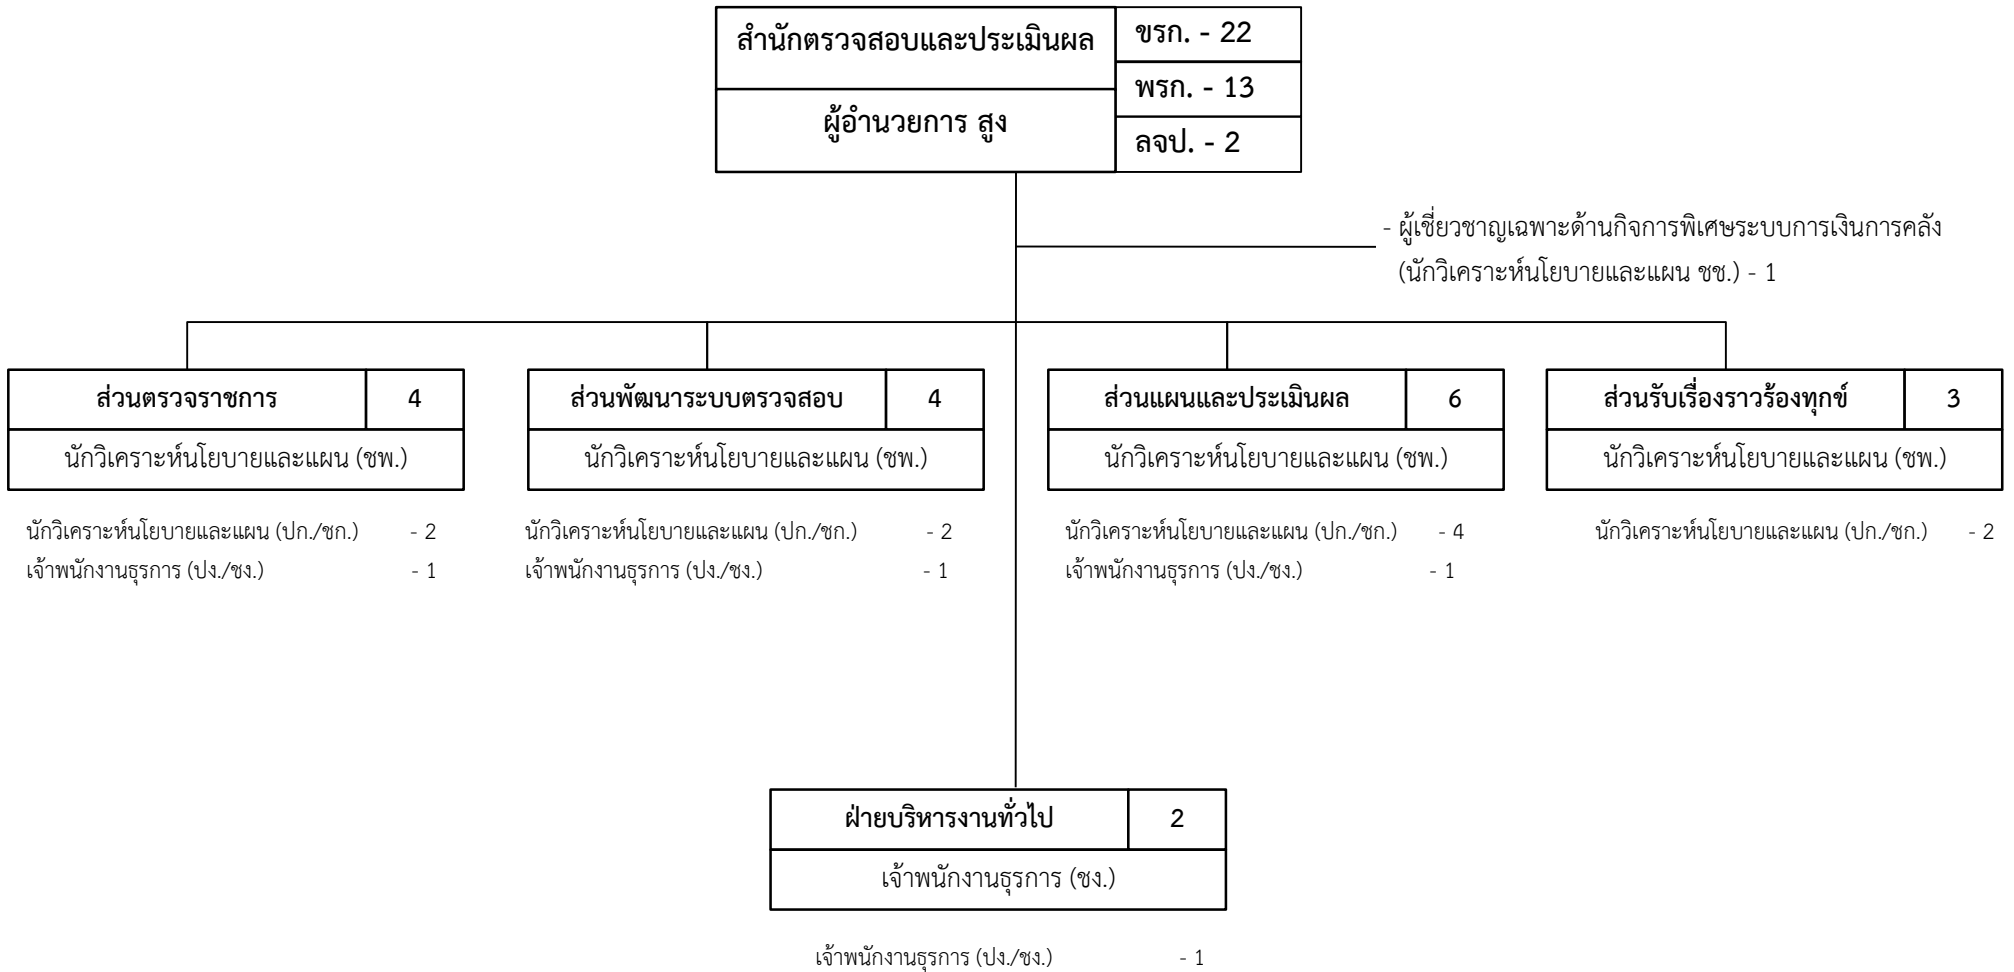 สำนักตรวจสอบและประเมินผล
ผู้อำนวยการ สูง
ขรก. - 22
พรก. - 13
ลจป. - 2
- ผู้เชี่ยวชาญเฉพาะด้านกิจการพิเศษระบบการเงินการคลัง
(นักวิเคราะห์นโยบายและแผน ชช.) - 1
ส่วนตรวจราชการ 4
นักวิเคราะห์นโยบายและแผน (ชพ.)
นักวิเคราะห์นโยบายและแผน (ปก./ชก.) - 2
เจ้าพนักงานธุรการ (ปง./ชง.) - 1
ส่วนพัฒนาระบบตรวจสอบ 4
นักวิเคราะห์นโยบายและแผน (ชพ.)
นักวิเคราะห์นโยบายและแผน (ปก./ชก.) - 2
เจ้าพนักงานธุรการ (ปง./ชง.) - 1
ส่วนแผนและประเมินผล 6
นักวิเคราะห์นโยบายและแผน (ชพ.)
นักวิเคราะห์นโยบายและแผน (ปก./ชก.) - 4
เจ้าพนักงานธุรการ (ปง./ชง.) - 1
ส่วนรับเรื่องราวร้องทุกข์ 3
นักวิเคราะห์นโยบายและแผน (ชพ.)
นักวิเคราะห์นโยบายและแผน (ปก./ชก.) - 2
ฝ่ายบริหารงานทั่วไป 2
เจ้าพนักงานธุรการ (ชง.)
เจ้าพนักงานธุรการ (ปง./ชง.) - 1